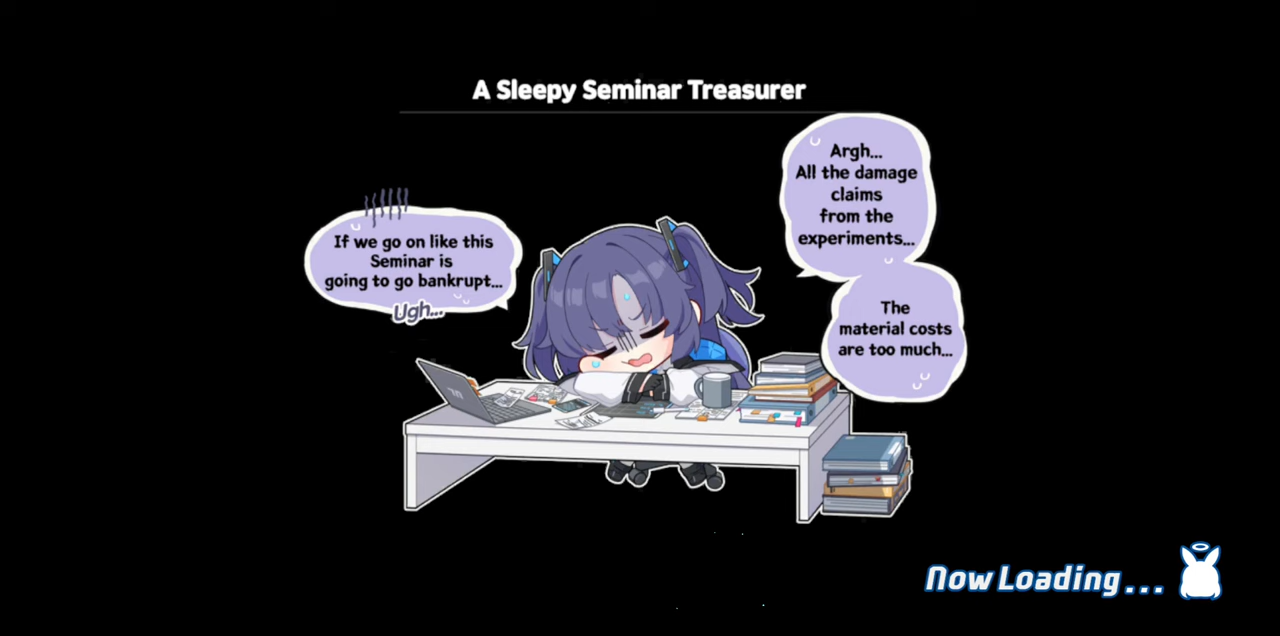 A Sleepy Seminar Treasurer
If we go on like this
Seminar is
going to go bankrupt...
Ugh...
Argh...
All the damage
claims
from the
experiments...
The
material costs
are too much...
Now Loading...